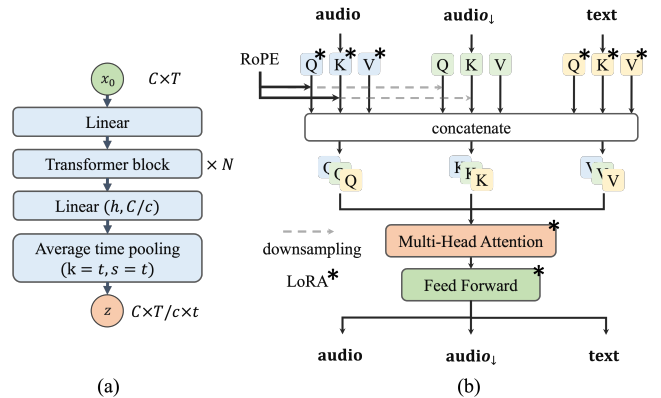 x₀ C×T
Linear
Transformer block × N
Linear (h, C/c)
Average time pooling
(k = t, s = t)
z C×T/c×t
(a)
audio audio↓ text
RoPE
Q* K* V* Q K V Q* K* V*
concatenate
Q Q Q K K K V V V
downsampling
LoRA*
Multi-Head Attention*
Feed Forward*
audio audio↓ text
(b)